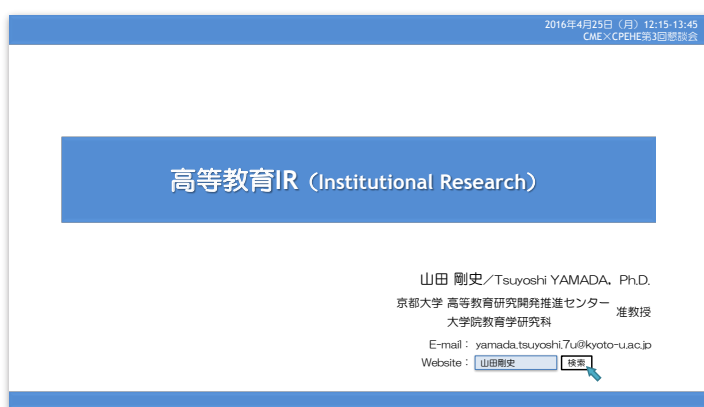 2016年4月25日（月）12:15-13:45
CME×CPEHE第3回懇談会
高等教育IR（Institutional Research）
山田 剛史／Tsuyoshi YAMADA，Ph.D.
京都大学 高等教育研究開発推進センター
大学院教育学研究科
准教授
E-mail： yamada.tsuyoshi.7u@kyoto-u.ac.jp
Website： 山田剛史 検索